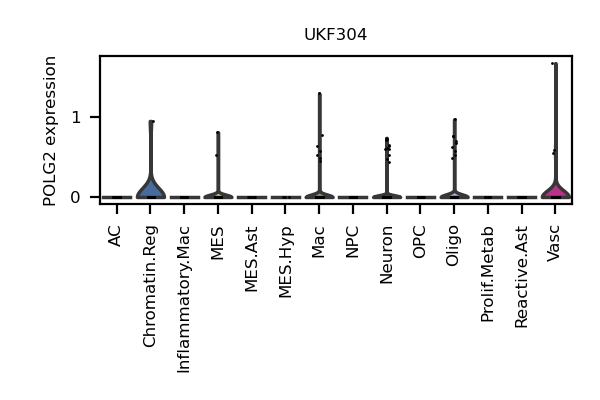 UKF304
POLG2 expression
1
0
AC
Chromatin.Reg
Inflammatory.Mac
MES
MES.Ast
MES.Hyp
Mac
NPC
Neuron
OPC
Oligo
Prolif.Metab
Reactive.Ast
Vasc